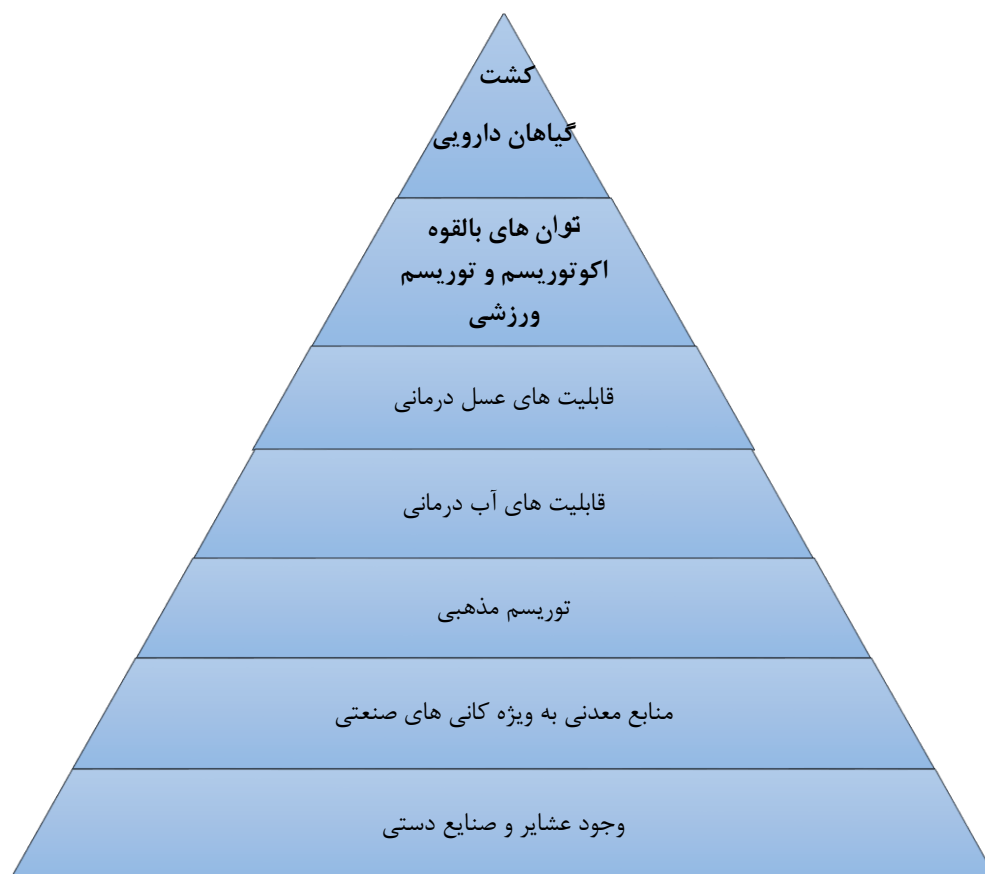 کشت
گیاهان دارویی
توان های بالقوه
اکوتوریسم و توریسم
ورزشی
قابلیت های عسل درمانی
قابلیت های آب درمانی
توریسم مذهبی
منابع معدنی به ویژه کانی های صنعتی
وجود عشایر و صنایع دستی